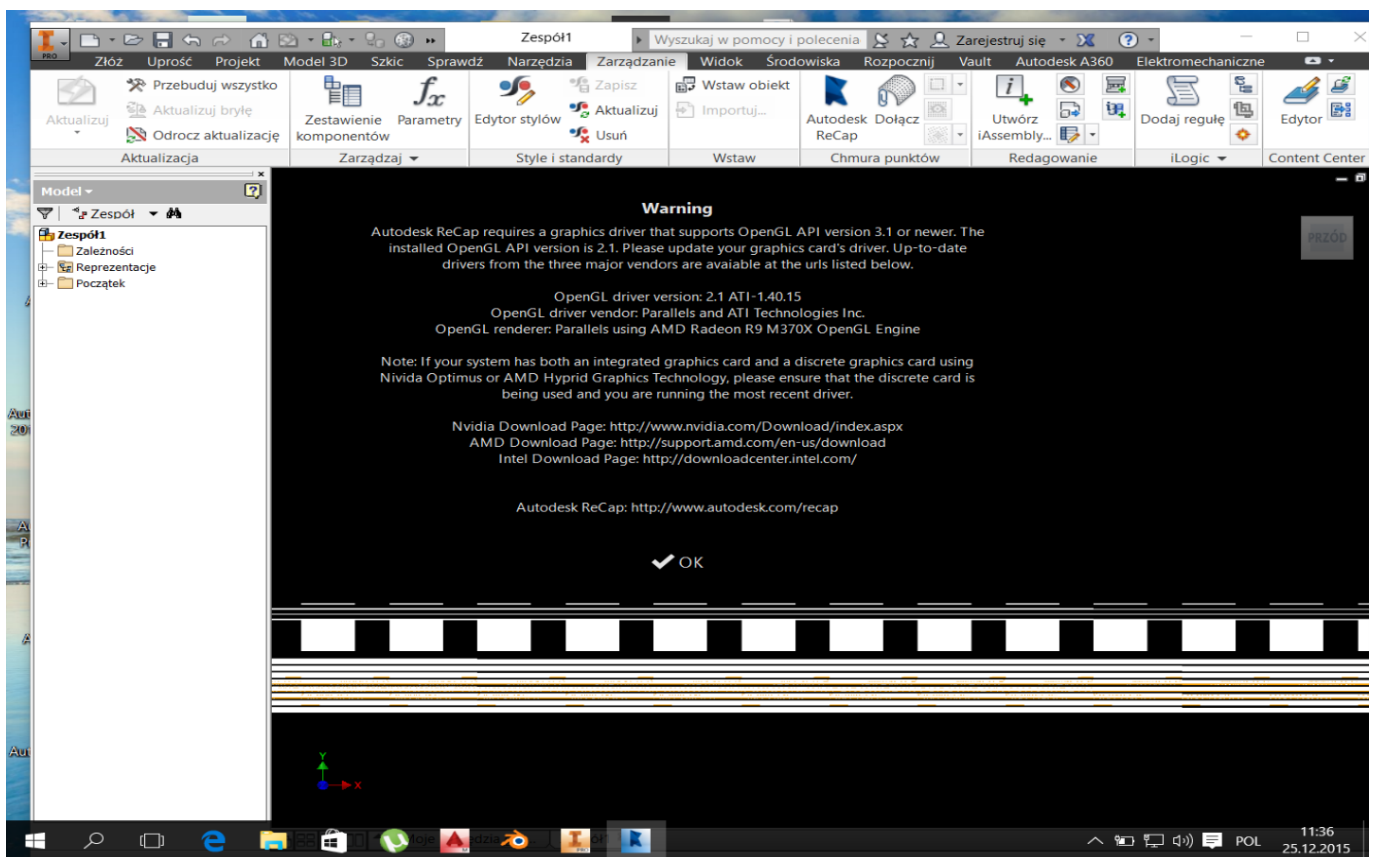 PRO
Zespół1
Wyszukaj w pomocy i polecenia
Zarejestruj się
Złóż Uprość Projekt Model 3D Szkic Sprawdź Narzędzia Zarządzanie Widok Środowiska Rozpocznij Vault Autodesk A360 Elektromechaniczne
Aktualizuj
Przebuduj wszystko
Aktualizuj bryłę
Odrocz aktualizację
Zestawienie komponentów
Parametry
Edytor stylów
Zapisz
Aktualizuj
Usuń
Wstaw obiekt
Importuj...
Autodesk ReCap
Dołącz
Utwórz iAssembly...
Dodaj regułę
Edytor
Aktualizacja Zarządzaj Style i standardy Wstaw Chmura punktów Redagowanie iLogic Content Center
Model
Zespół
Zespół1
Zależności
Reprezentacje
Początek
Warning
Autodesk ReCap requires a graphics driver that supports OpenGL API version 3.1 or newer. The
installed OpenGL API version is 2.1. Please update your graphics card's driver. Up-to-date
drivers from the three major vendors are avaiable at the urls listed below.
OpenGL driver version: 2.1 ATI-1.40.15
OpenGL driver vendor: Parallels and ATI Technologies Inc.
OpenGL renderer: Parallels using AMD Radeon R9 M370X OpenGL Engine
Note: If your system has both an integrated graphics card and a discrete graphics card using
Nivida Optimus or AMD Hyprid Graphics Technology, please ensure that the discrete card is
being used and you are running the most recent driver.
Nvidia Download Page: http://www.nvidia.com/Download/index.aspx
AMD Download Page: http://support.amd.com/en-us/download
Intel Download Page: http://downloadcenter.intel.com/
Autodesk ReCap: http://www.autodesk.com/recap
OK
PRZÓD
Y
X
POL
11:36
25.12.2015